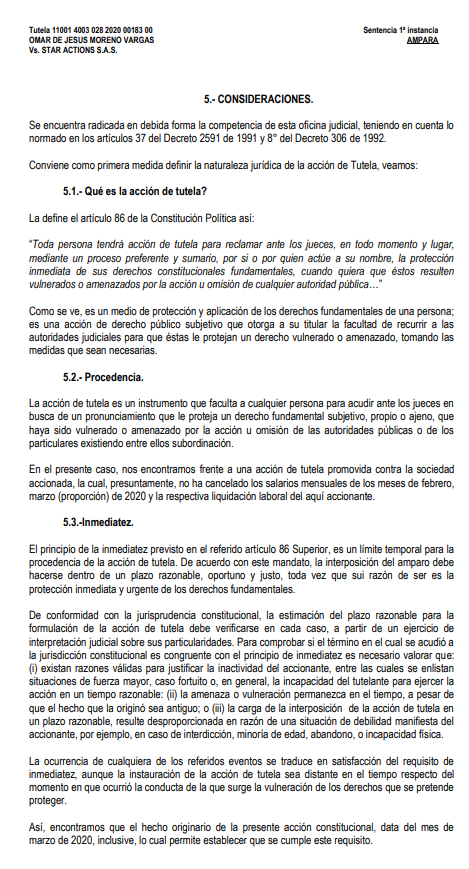 Tutela 11001 4003 028 2020 00183 00
Sentencia 1ª instancia
OMAR DE JESUS MORENO VARGAS
AMPARA
Vs. STAR ACTIONS S.A.S.
5.- CONSIDERACIONES.
Se encuentra radicada en debida forma la competencia de esta oficina judicial, teniendo en cuenta lo
normado en los artículos 37 del Decreto 2591 de 1991 y 8° del Decreto 306 de 1992.
Conviene como primera medida definir la naturaleza jurídica de la acción de Tutela, veamos:
5.1.- Qué es la acción de tutela?
La define el artículo 86 de la Constitución Política así:
"Toda persona tendrá acción de tutela para reclamar ante los jueces, en todo momento y lugar,
mediante un proceso preferente y sumario, por si o por quien actúe a su nombre, la protección
inmediata de sus derechos constitucionales fundamentales, cuando quiera que éstos resulten
vulnerados o amenazados por la acción u omisión de cualquier autoridad pública…"
Como se ve, es un medio de protección y aplicación de los derechos fundamentales de una persona;
es una acción de derecho público subjetivo que otorga a su titular la facultad de recurrir a las
autoridades judiciales para que éstas le protejan un derecho vulnerado o amenazado, tomando las
medidas que sean necesarias.
5.2.- Procedencia.
La acción de tutela es un instrumento que faculta a cualquier persona para acudir ante los jueces en
busca de un pronunciamiento que le proteja un derecho fundamental subjetivo, propio o ajeno, que
haya sido vulnerado o amenazado por la acción u omisión de las autoridades públicas o de los
particulares existiendo entre ellos subordinación.
En el presente caso, nos encontramos frente a una acción de tutela promovida contra la sociedad
accionada, la cual, presuntamente, no ha cancelado los salarios mensuales de los meses de febrero,
marzo (proporción) de 2020 y la respectiva liquidación laboral del aquí accionante.
5.3.-Inmediatez.
El principio de la inmediatez previsto en el referido artículo 86 Superior, es un límite temporal para la
procedencia de la acción de tutela. De acuerdo con este mandato, la interposición del amparo debe
hacerse dentro de un plazo razonable, oportuno y justo, toda vez que sui razón de ser es la
protección inmediata y urgente de los derechos fundamentales.
De conformidad con la jurisprudencia constitucional, la estimación del plazo razonable para la
formulación de la acción de tutela debe verificarse en cada caso, a partir de un ejercicio de
interpretación judicial sobre sus particularidades. Para comprobar si el término en el cual se acudió a
la jurisdicción constitucional es congruente con el principio de inmediatez es necesario valorar que:
(i) existan razones válidas para justificar la inactividad del accionante, entre las cuales se enlistan
situaciones de fuerza mayor, caso fortuito o, en general, la incapacidad del tutelante para ejercer la
acción en un tiempo razonable: (ii) la amenaza o vulneración permanezca en el tiempo, a pesar de
que el hecho que la originó sea antiguo; o (iii) la carga de la interposición de la acción de tutela en
un plazo razonable, resulte desproporcionada en razón de una situación de debilidad manifiesta del
accionante, por ejemplo, en caso de interdicción, minoría de edad, abandono, o incapacidad física.
La ocurrencia de cualquiera de los referidos eventos se traduce en satisfacción del requisito de
inmediatez, aunque la instauración de la acción de tutela sea distante en el tiempo respecto del
momento en que ocurrió la conducta de la que surge la vulneración de los derechos que se pretende
proteger.
Así, encontramos que el hecho originario de la presente acción constitucional, data del mes de
marzo de 2020, inclusive, lo cual permite establecer que se cumple este requisito.